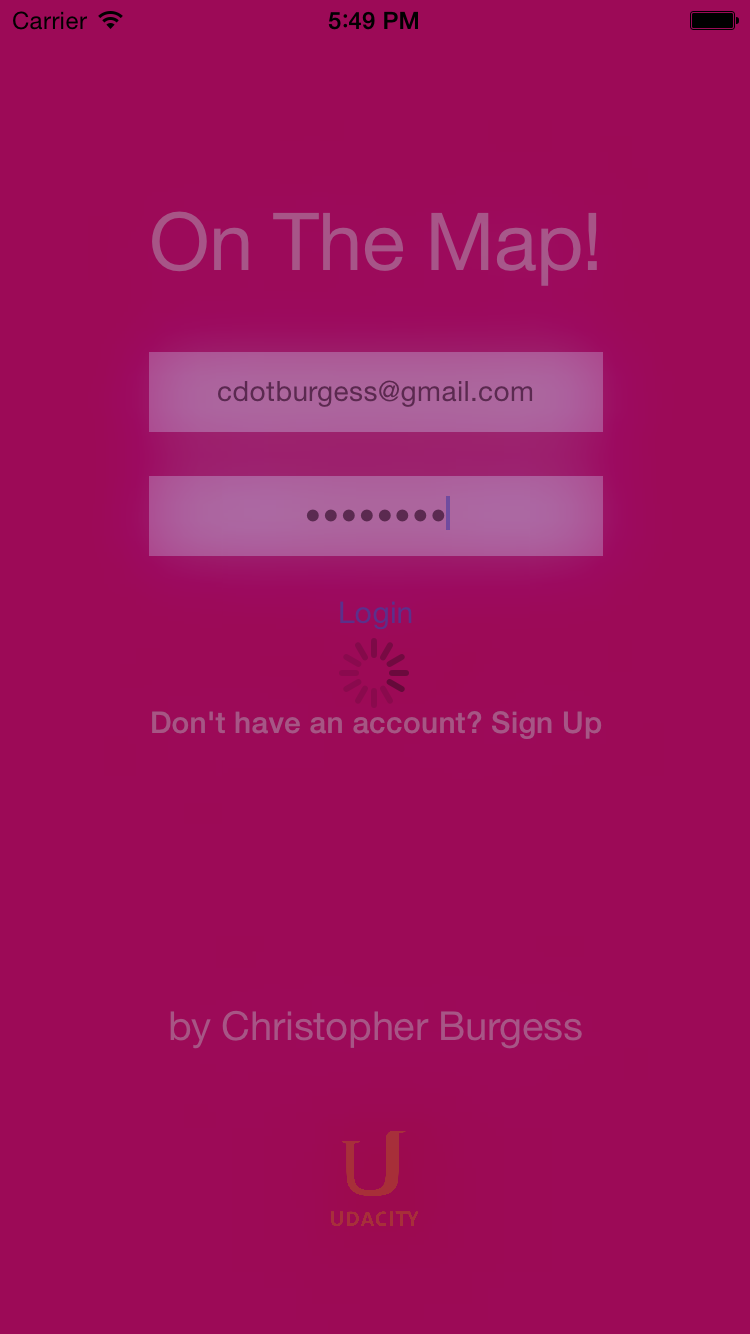 Carrier 5:49 PM
On The Map!
cdotburgess@gmail.com
••••••••
Login
Don't have an account? Sign Up
by Christopher Burgess
U
UDACITY